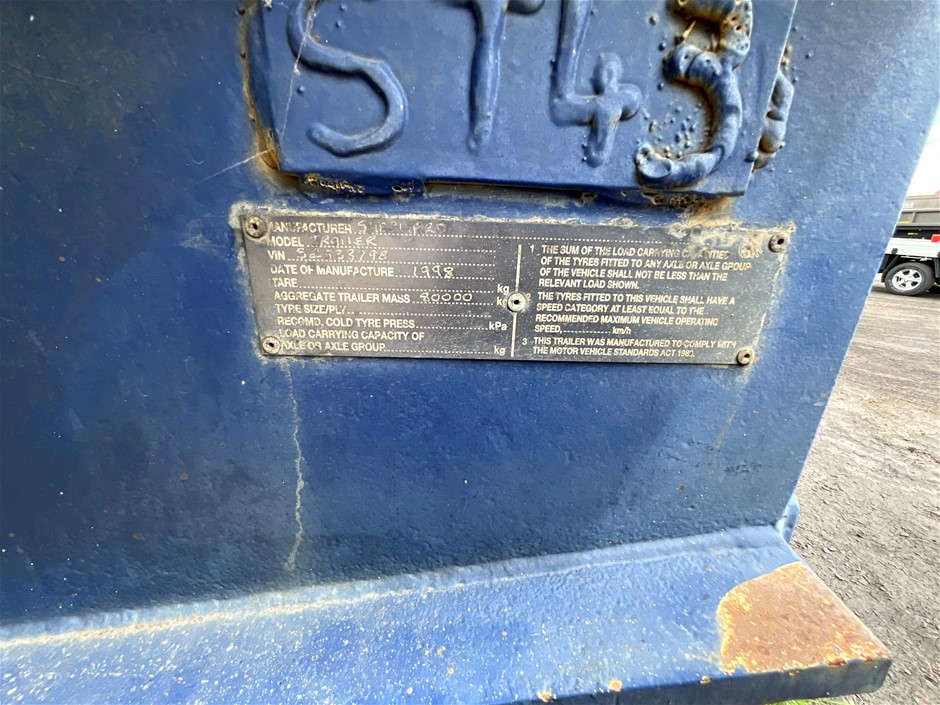 ST43
MANUFACTURER
MODEL TRAILER
VIN
DATE OF MANUFACTURE 1998
TARE kg
AGGREGATE TRAILER MASS 80000 kg
TYPE SIZE/PLY
RECOMD. COLD TYRE PRESS. kPa
LOAD CARRYING CAPACITY OF
AXLE OR AXLE GROUP kg
1 THE SUM OF THE LOAD CARRYING CAPACITIES
OF THE TYRES FITTED TO ANY AXLE OR AXLE GROUP
OF THE VEHICLE SHALL NOT BE LESS THAN THE
RELEVANT LOAD SHOWN.
THE TYRES FITTED TO THIS VEHICLE SHALL HAVE A
SPEED CATEGORY AT LEAST EQUAL TO THE
RECOMMENDED MAXIMUM VEHICLE OPERATING
SPEED, km/h
3 THIS TRAILER WAS MANUFACTURED TO COMPLY WITH
THE MOTOR VEHICLE STANDARDS ACT 1989.